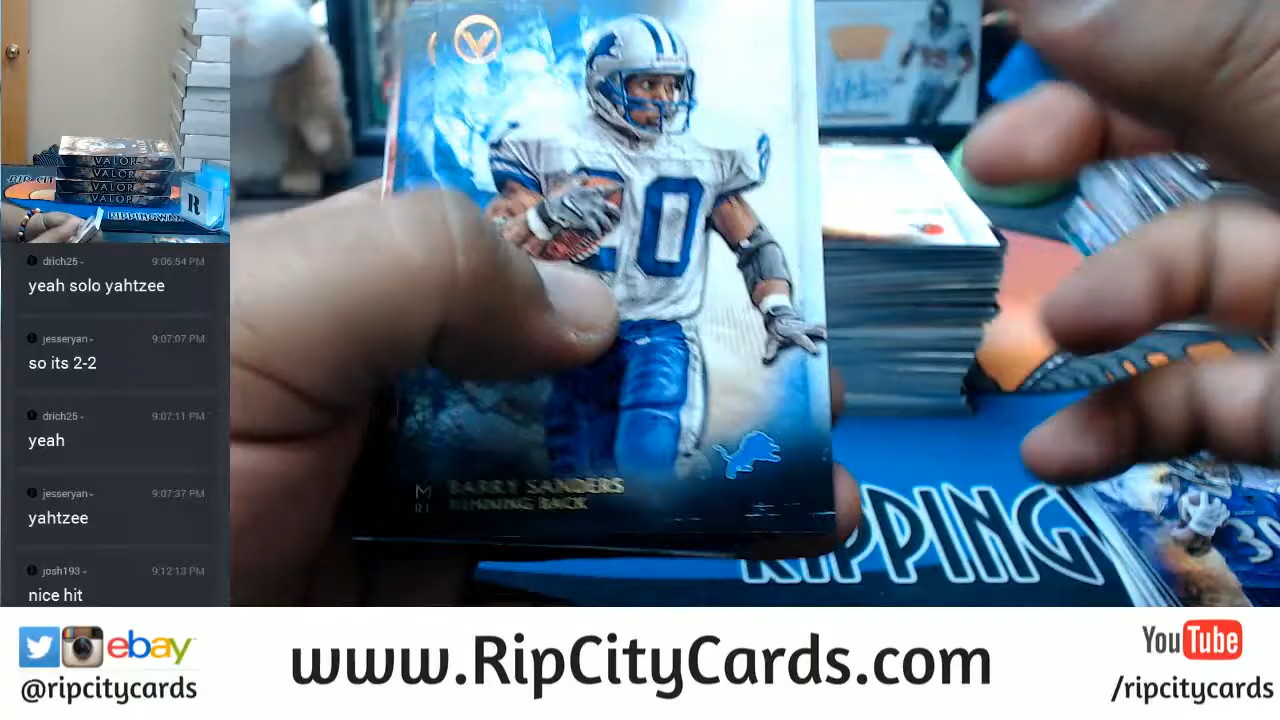 VALOR
VALOR
VALOR
VALOR
RIPPINGWAX
R
drich25
9:06:54 PM
yeah solo yahtzee
jesseryan
9:07:07 PM
so its 2-2
drich25
9:07:11 PM
yeah
jesseryan
9:07:37 PM
yahtzee
josh193
9:12:13 PM
nice hit
V
20
BARRY SANDERS
RUNNING BACK
RIPPING
30
ebay
@ripcitycards
www.RipCityCards.com
YouTube
/ripcitycards